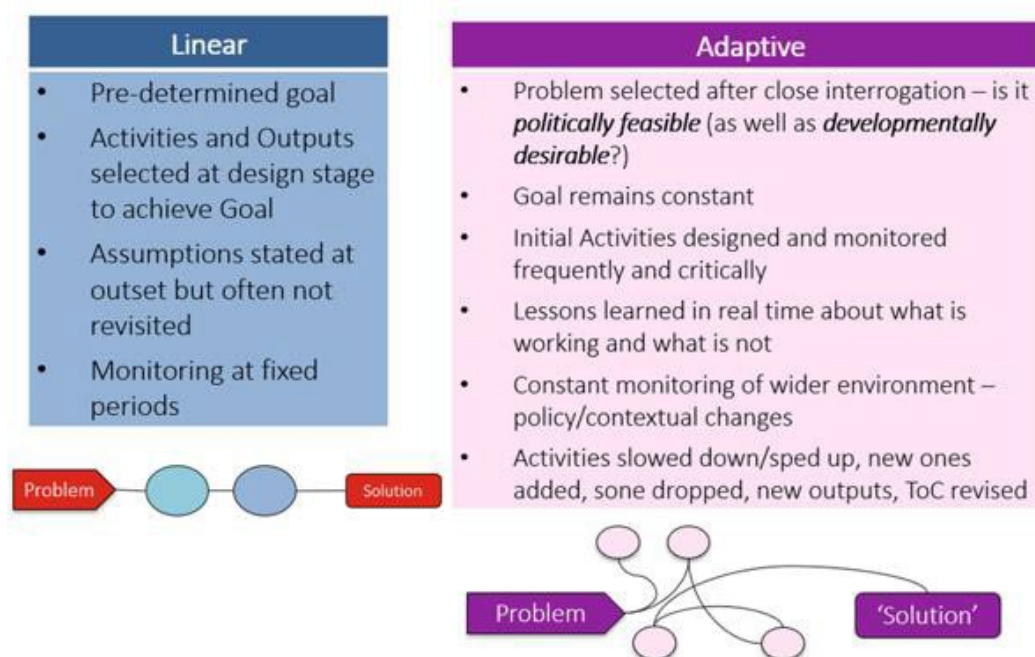 Linear
• Pre-determined goal
• Activities and Outputs
selected at design stage
to achieve Goal
• Assumptions stated at
outset but often not
revisited
• Monitoring at fixed
periods
Problem
Solution
Adaptive
• Problem selected after close interrogation – is it
politically feasible (as well as developmentally
desirable?)
• Goal remains constant
• Initial Activities designed and monitored
frequently and critically
• Lessons learned in real time about what is
working and what is not
• Constant monitoring of wider environment –
policy/contextual changes
• Activities slowed down/sped up, new ones
added, sone dropped, new outputs, ToC revised
Problem
‘Solution’